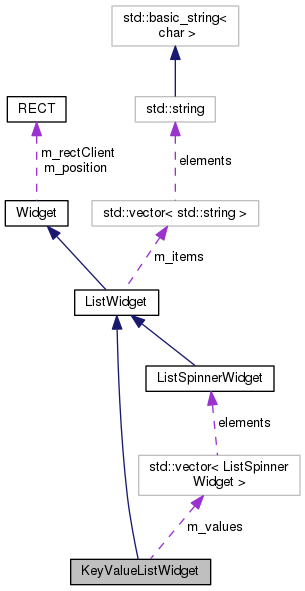 std::basic_string<
char >
RECT
std::string
m_rectClient
m_position
elements
Widget
std::vector< std::string >
m_items
ListWidget
ListSpinnerWidget
elements
std::vector< ListSpinner
Widget >
m_values
KeyValueListWidget